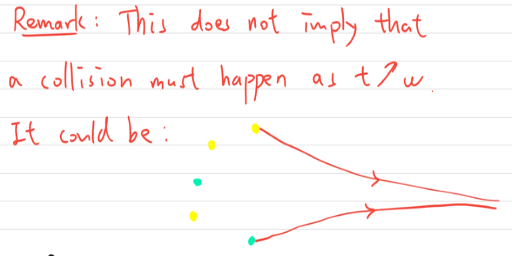 Remark: This does not imply that
a collision must happen as t↗w.
It could be: